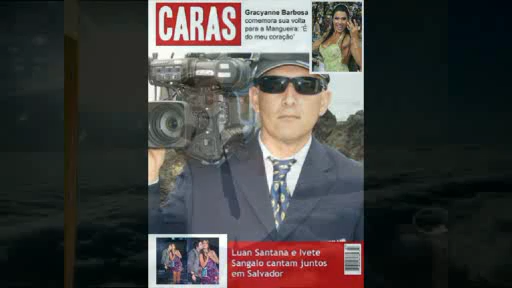 CARAS
Gracyanne Barbosa
comemora sua volta
para a Mangueira: 'É
do meu coração'
Luan Santana e Ivete
Sangalo cantam juntos
em Salvador